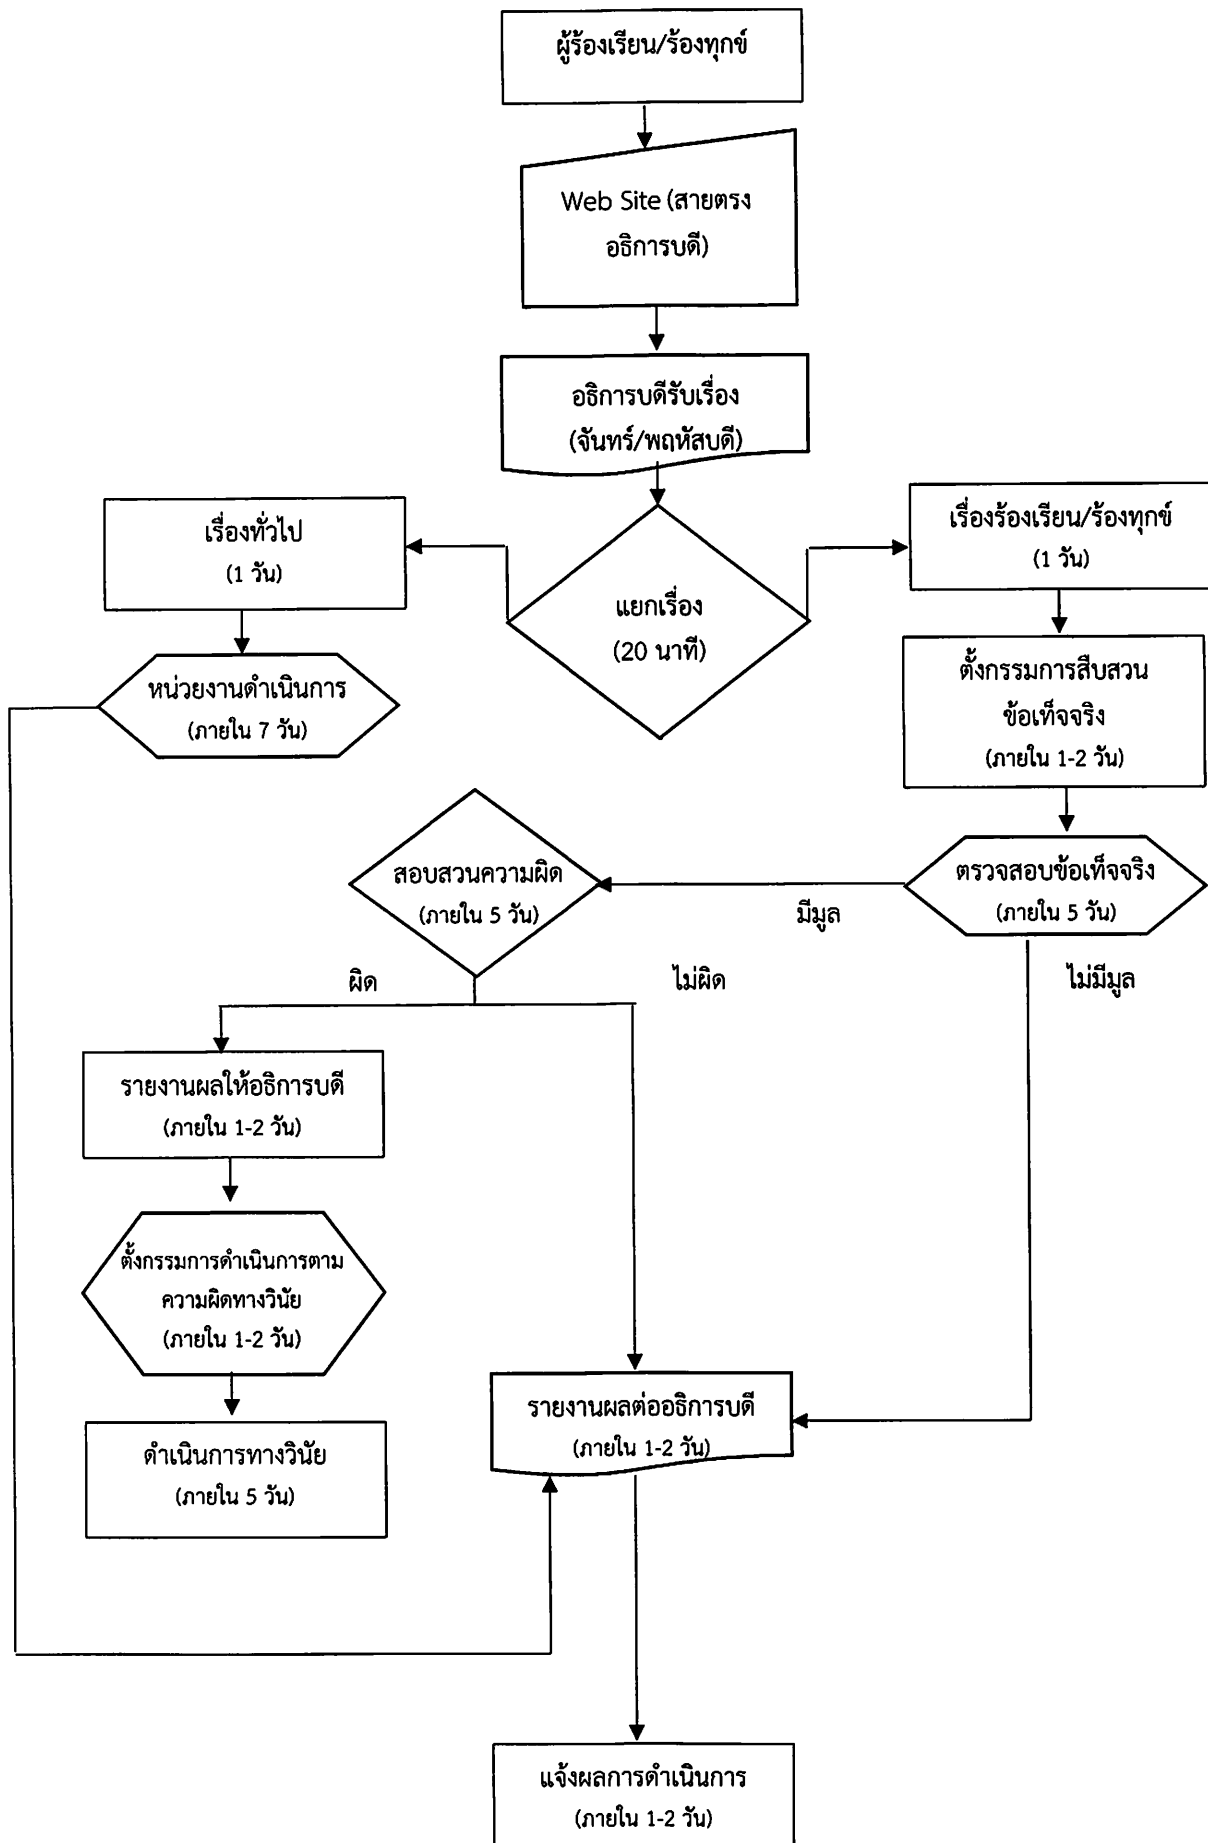 ผู้ร้องเรียน/ร้องทุกข์
Web Site (สายตรง
อธิการบดี)
อธิการบดีรับเรื่อง
(จันทร์/พฤหัสบดี)
แยกเรื่อง
(20 นาที)
เรื่องทั่วไป
(1 วัน)
หน่วยงานดำเนินการ
(ภายใน 7 วัน)
เรื่องร้องเรียน/ร้องทุกข์
(1 วัน)
ตั้งกรรมการสืบสวน
ข้อเท็จจริง
(ภายใน 1-2 วัน)
ตรวจสอบข้อเท็จจริง
(ภายใน 5 วัน)
มีมูล
ไม่มีมูล
สอบสวนความผิด
(ภายใน 5 วัน)
ผิด
ไม่ผิด
รายงานผลให้อธิการบดี
(ภายใน 1-2 วัน)
ตั้งกรรมการดำเนินการตาม
ความผิดทางวินัย
(ภายใน 1-2 วัน)
ดำเนินการทางวินัย
(ภายใน 5 วัน)
รายงานผลต่ออธิการบดี
(ภายใน 1-2 วัน)
แจ้งผลการดำเนินการ
(ภายใน 1-2 วัน)